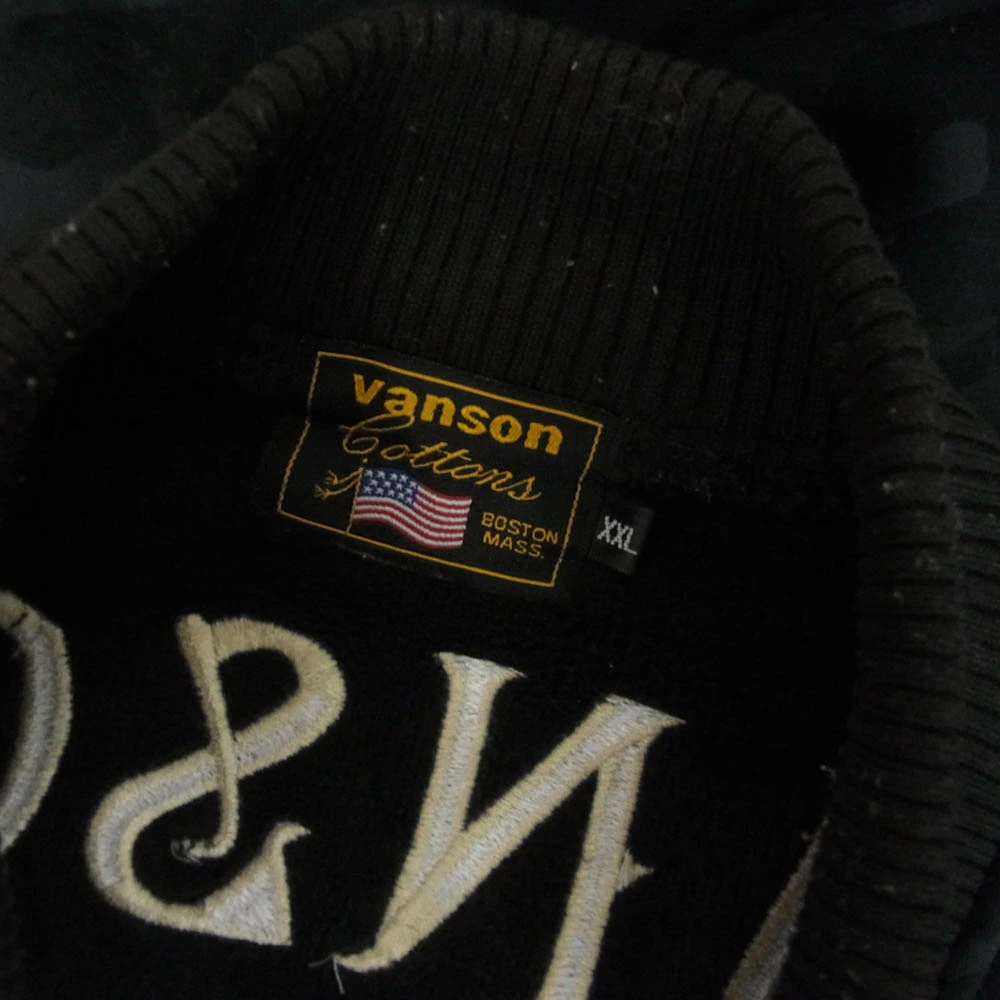 vanson
Cottons
BOSTON
MASS.
XXL